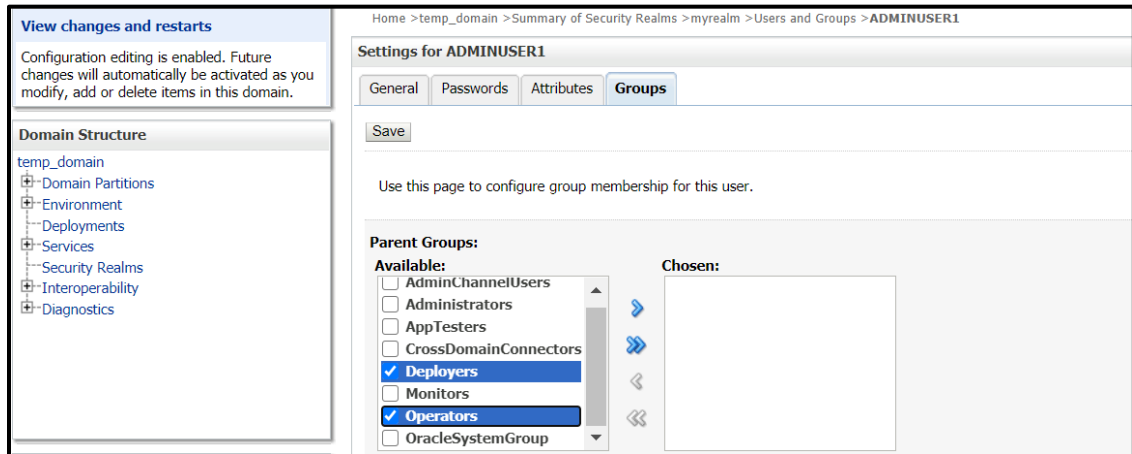 View changes and restarts
Configuration editing is enabled. Future
changes will automatically be activated as you
modify, add or delete items in this domain.
Domain Structure
temp_domain
Domain Partitions
Environment
Deployments
Services
Security Realms
Interoperability
Diagnostics
Home >temp_domain >Summary of Security Realms >myrealm >Users and Groups >ADMINUSER1
Settings for ADMINUSER1
General Passwords Attributes Groups
Save
Use this page to configure group membership for this user.
Parent Groups:
Available: Chosen:
AdminChannelUsers
Administrators
AppTesters
CrossDomainConnectors
Deployers
Monitors
Operators
OracleSystemGroup